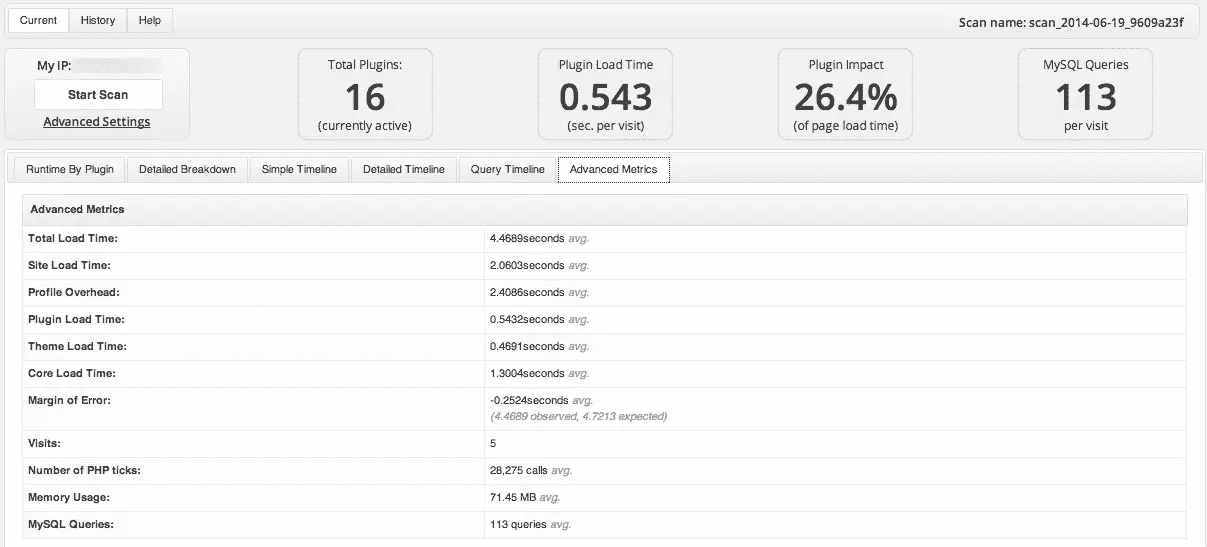 Current History Help
Scan name: scan_2014-06-19_9609a23f
My IP:
Start Scan
Advanced Settings
Total Plugins:
16
(currently active)
Plugin Load Time
0.543
(sec. per visit)
Plugin Impact
26.4%
(of page load time)
MySQL Queries
113
per visit
Runtime By Plugin Detailed Breakdown Simple Timeline Detailed Timeline Query Timeline Advanced Metrics
Advanced Metrics
Total Load Time: 4.4689seconds avg.
Site Load Time: 2.0603seconds avg.
Profile Overhead: 2.4086seconds avg.
Plugin Load Time: 0.5432seconds avg.
Theme Load Time: 0.4691seconds avg.
Core Load Time: 1.3004seconds avg.
Margin of Error: -0.2524seconds avg.
(4.4689 observed, 4.7213 expected)
Visits: 5
Number of PHP ticks: 28,275 calls avg.
Memory Usage: 71.45 MB avg.
MySQL Queries: 113 queries avg.